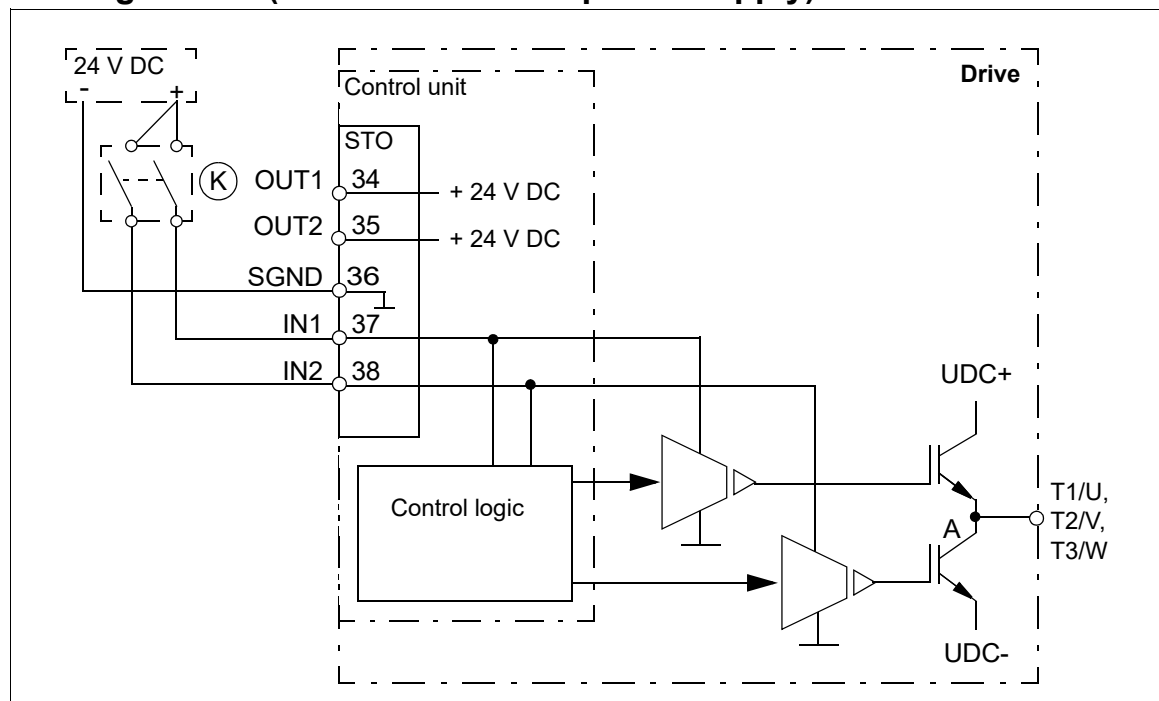 24 V DC
- +
Drive
Control unit
STO
K
OUT1 34 + 24 V DC
OUT2 35 + 24 V DC
SGND 36
IN1 37
IN2 38
UDC+
Control logic
A
T1/U,
T2/V,
T3/W
UDC-